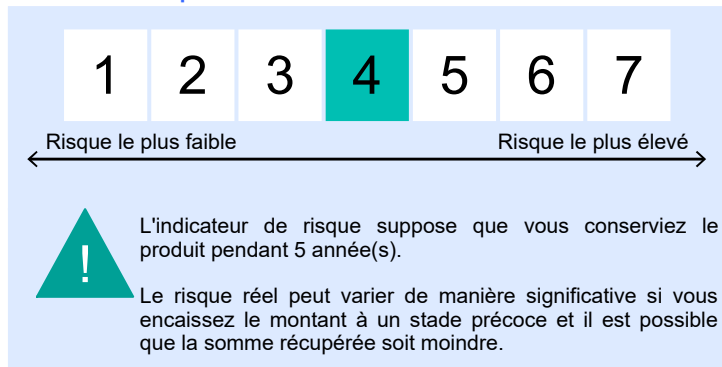 1 2 3 4 5 6 7
Risque le plus faible Risque le plus élevé
!
L'indicateur de risque suppose que vous conserviez le
produit pendant 5 année(s).
Le risque réel peut varier de manière significative si vous
encaissez le montant à un stade précoce et il est possible
que la somme récupérée soit moindre.